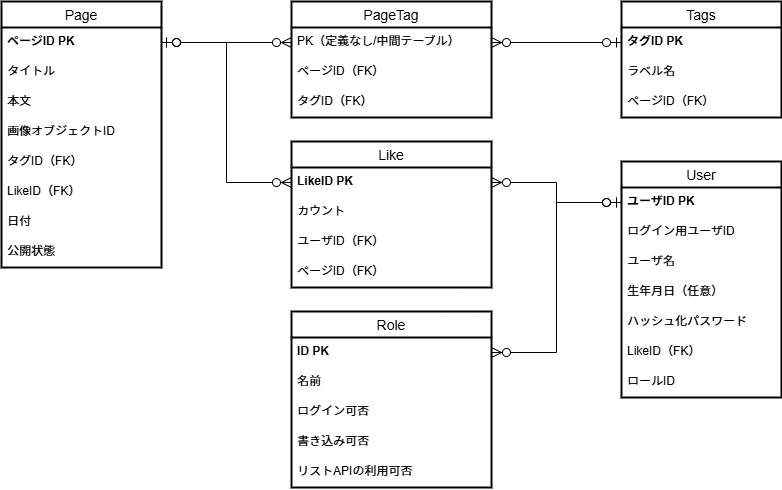 Page
ページID PK
タイトル
本文
画像オブジェクトID
タグID（FK）
LikeID（FK）
日付
公開状態
PageTag
PK（定義なし/中間テーブル）
ページID（FK）
タグID（FK）
Tags
タグID PK
ラベル名
ページID（FK）
Like
LikeID PK
カウント
ユーザID（FK）
ページID（FK）
User
ユーザID PK
ログイン用ユーザID
ユーザ名
生年月日（任意）
ハッシュ化パスワード
LikeID（FK）
ロールID
Role
ID PK
名前
ログイン可否
書き込み可否
リストAPIの利用可否